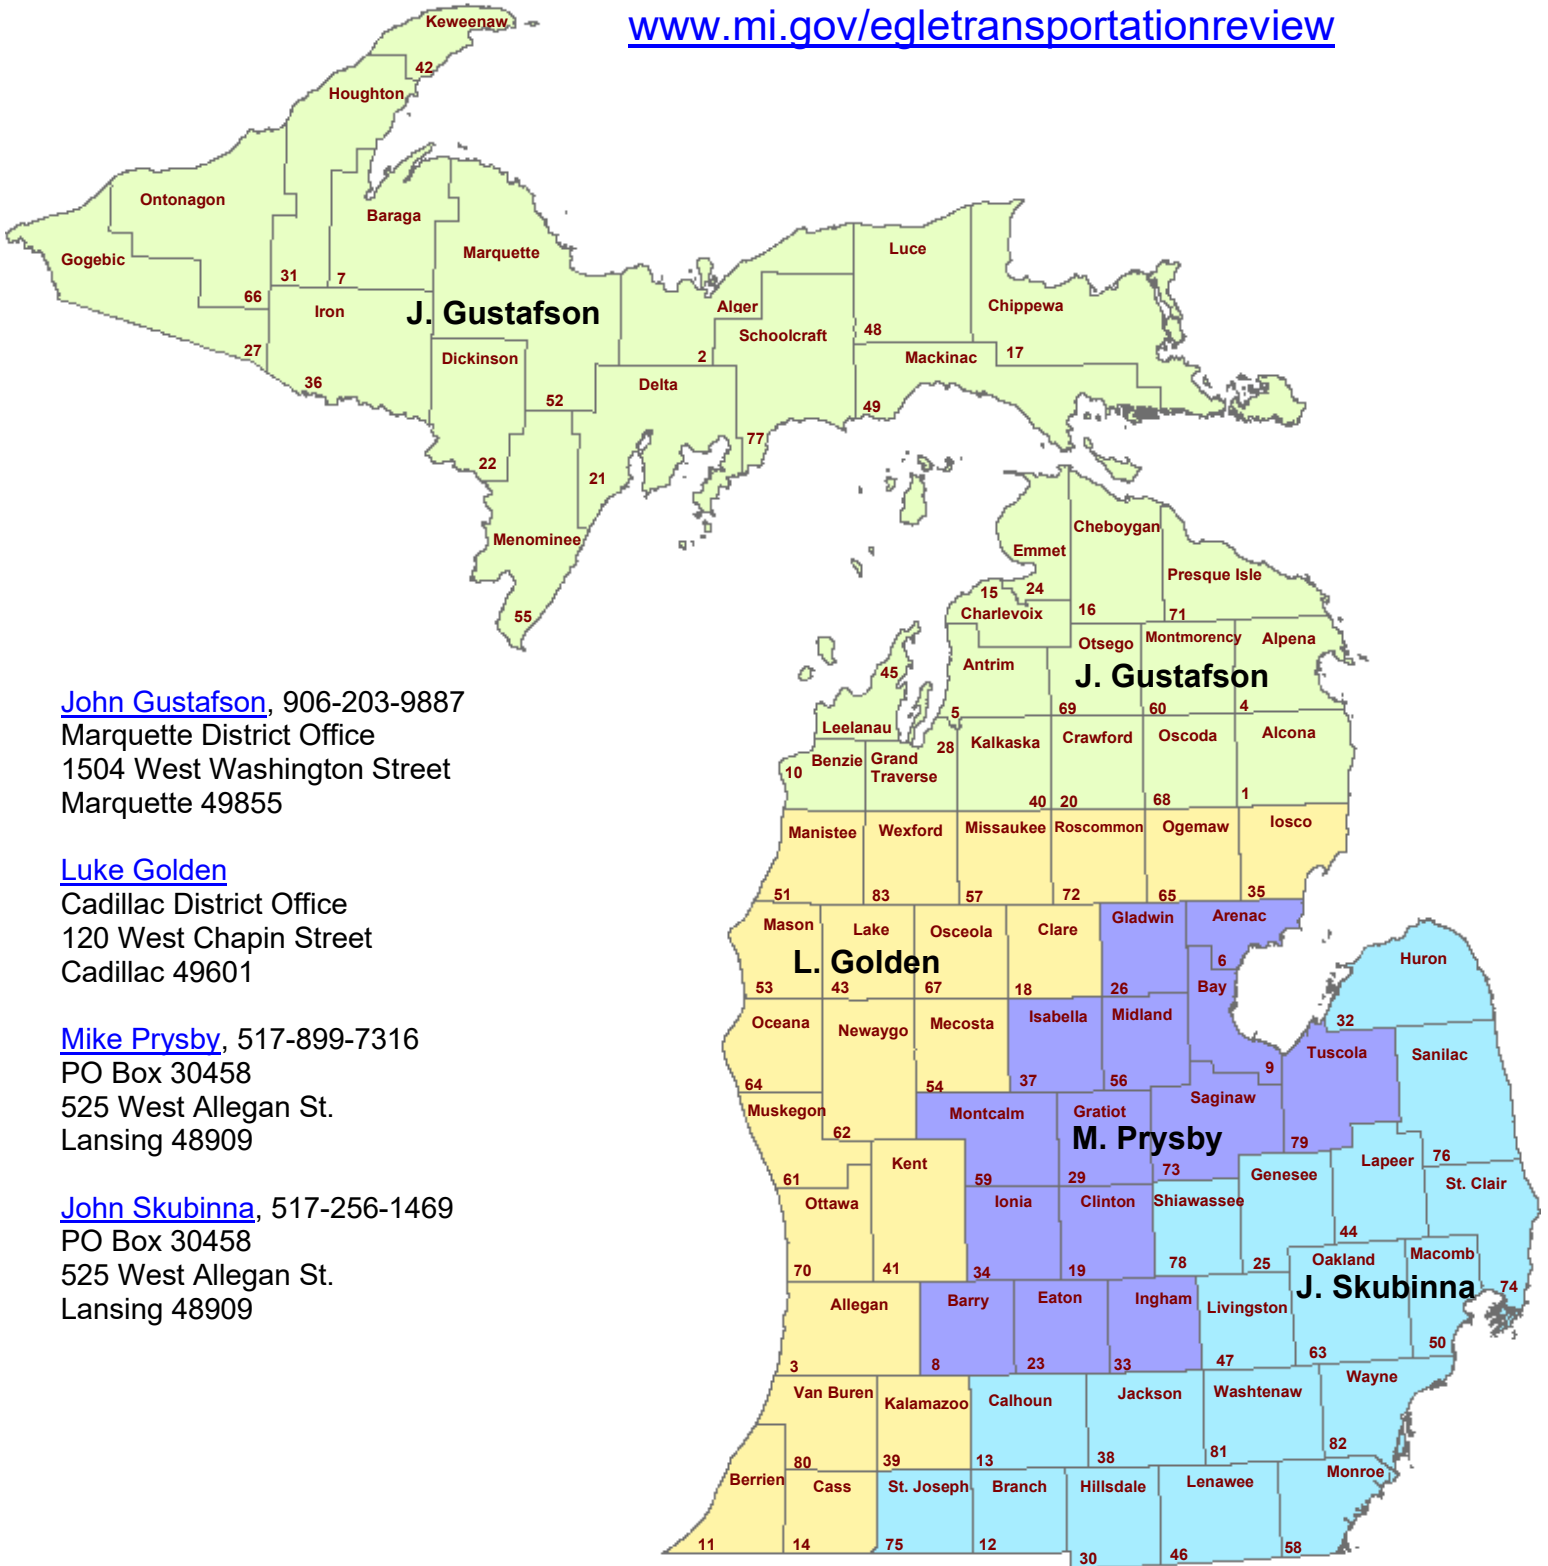 www.mi.gov/egletransportationreview
Keweenaw
42
Houghton
Ontonagon
Baraga
Gogebic
Marquette
Luce
31
7
66
Iron
J. Gustafson
Alger
Chippewa
Schoolcraft
48
27
Dickinson
2
Mackinac
17
36
Delta
52
49
77
22
21
Menominee
55
Cheboygan
Emmet
Presque Isle
15
24
Charlevoix
16
71
Otsego
Montmorency
Alpena
Antrim
J. Gustafson
45
5
69
60
4
Leelanau
28
Kalkaska
Crawford
Oscoda
Alcona
Benzie
Grand
Traverse
10
40
20
68
1
Manistee
Wexford
Missaukee
Roscommon
Ogemaw
Iosco
51
83
57
72
65
35
Mason
Lake
Osceola
Clare
Gladwin
Arenac
L. Golden
6
Huron
53
43
67
18
26
Bay
Oceana
Newaygo
Mecosta
Isabella
Midland
32
Tuscola
Sanilac
64
54
37
56
9
Muskegon
Montcalm
Gratiot
Saginaw
62
M. Prysby
79
Kent
Lapeer
76
61
59
29
73
Genesee
St. Clair
Ottawa
Ionia
Clinton
Shiawassee
44
70
41
34
19
78
25
Oakland
Macomb
J. Skubinna
74
Allegan
Barry
Eaton
Ingham
Livingston
3
8
23
33
47
63
50
Van Buren
Kalamazoo
Calhoun
Jackson
Washtenaw
Wayne
80
39
13
38
81
82
Berrien
Cass
St. Joseph
Branch
Hillsdale
Lenawee
Monroe
11
14
75
12
30
46
58
John Gustafson, 906-203-9887
Marquette District Office
1504 West Washington Street
Marquette 49855
Luke Golden
Cadillac District Office
120 West Chapin Street
Cadillac 49601
Mike Prysby, 517-899-7316
PO Box 30458
525 West Allegan St.
Lansing 48909
John Skubinna, 517-256-1469
PO Box 30458
525 West Allegan St.
Lansing 48909